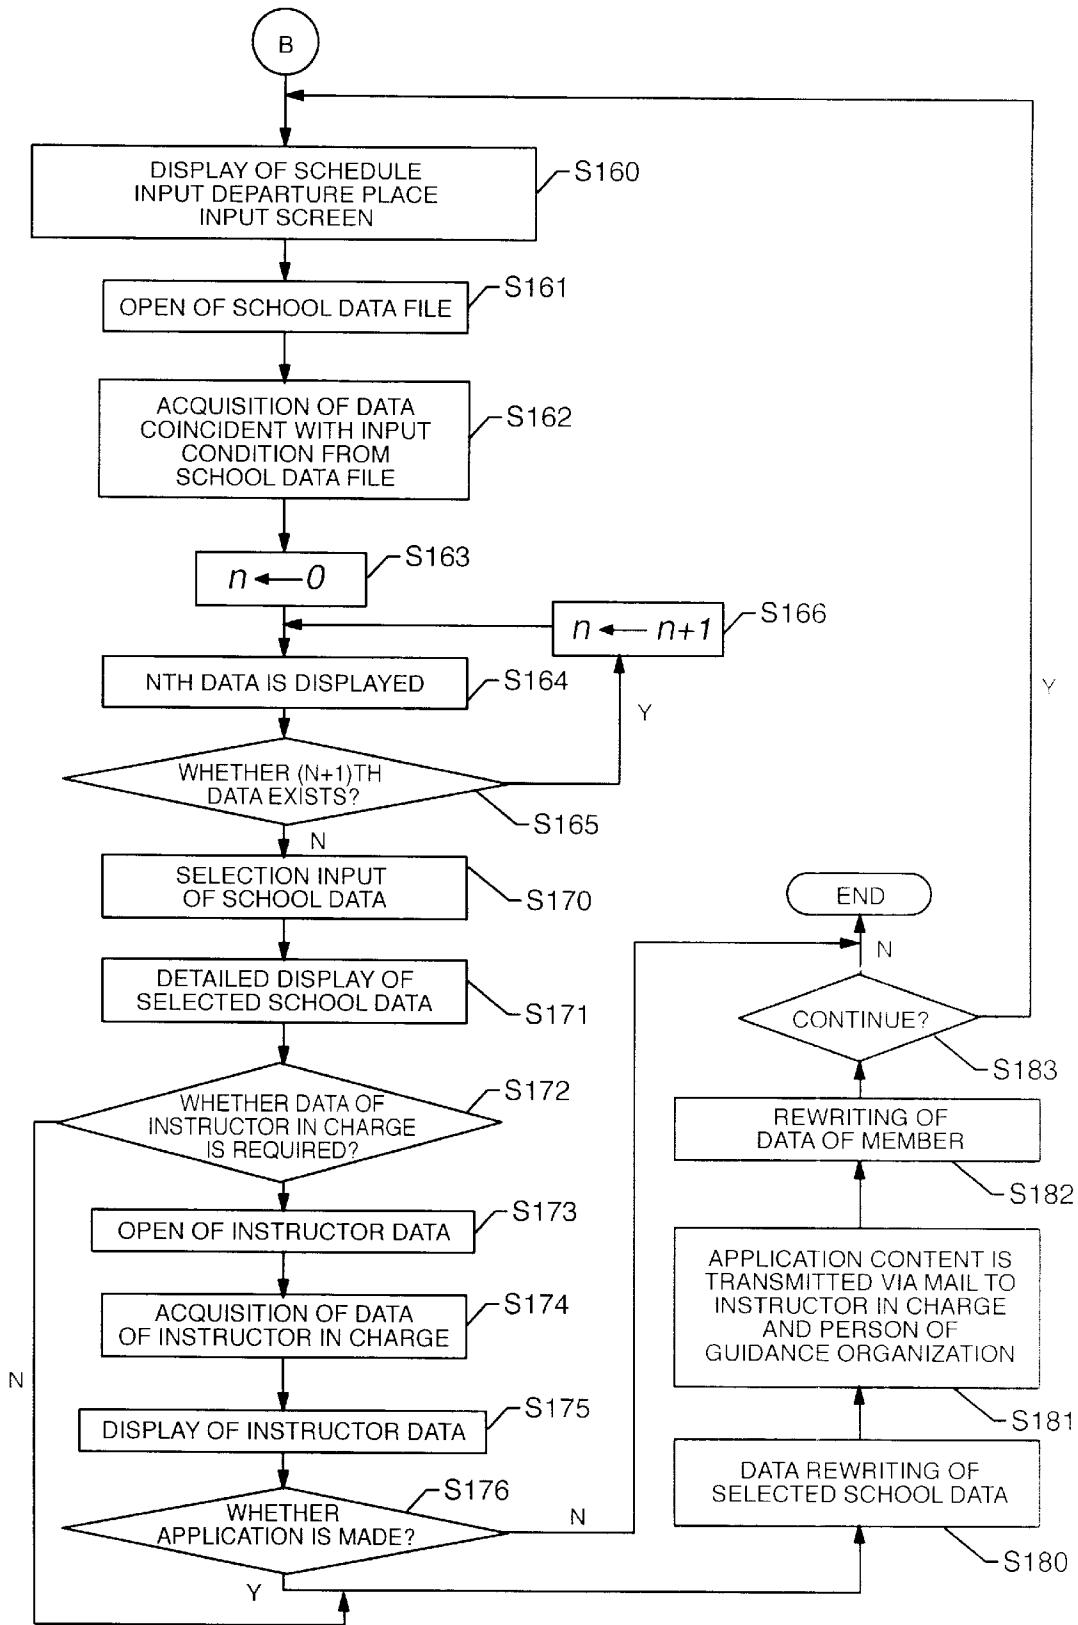 B
DISPLAY OF SCHEDULE
INPUT DEPARTURE PLACE
INPUT SCREEN
S160
OPEN OF SCHOOL DATA FILE
S161
ACQUISITION OF DATA
COINCIDENT WITH INPUT
CONDITION FROM
SCHOOL DATA FILE
S162
n ← 0
S163
n ← n+1
S166
NTH DATA IS DISPLAYED
S164
Y
Y
WHETHER (N+1)TH
DATA EXISTS?
S165
N
SELECTION INPUT
OF SCHOOL DATA
S170
DETAILED DISPLAY OF
SELECTED SCHOOL DATA
S171
WHETHER DATA OF
INSTRUCTOR IN CHARGE
IS REQUIRED?
S172
OPEN OF INSTRUCTOR DATA
S173
ACQUISITION OF DATA
OF INSTRUCTOR IN CHARGE
S174
N
DISPLAY OF INSTRUCTOR DATA
S175
WHETHER
APPLICATION IS MADE?
S176
N
Y
END
N
CONTINUE?
S183
REWRITING OF
DATA OF MEMBER
S182
APPLICATION CONTENT IS
TRANSMITTED VIA MAIL TO
INSTRUCTOR IN CHARGE
AND PERSON OF
GUIDANCE ORGANIZATION
S181
DATA REWRITING OF
SELECTED SCHOOL DATA
S180